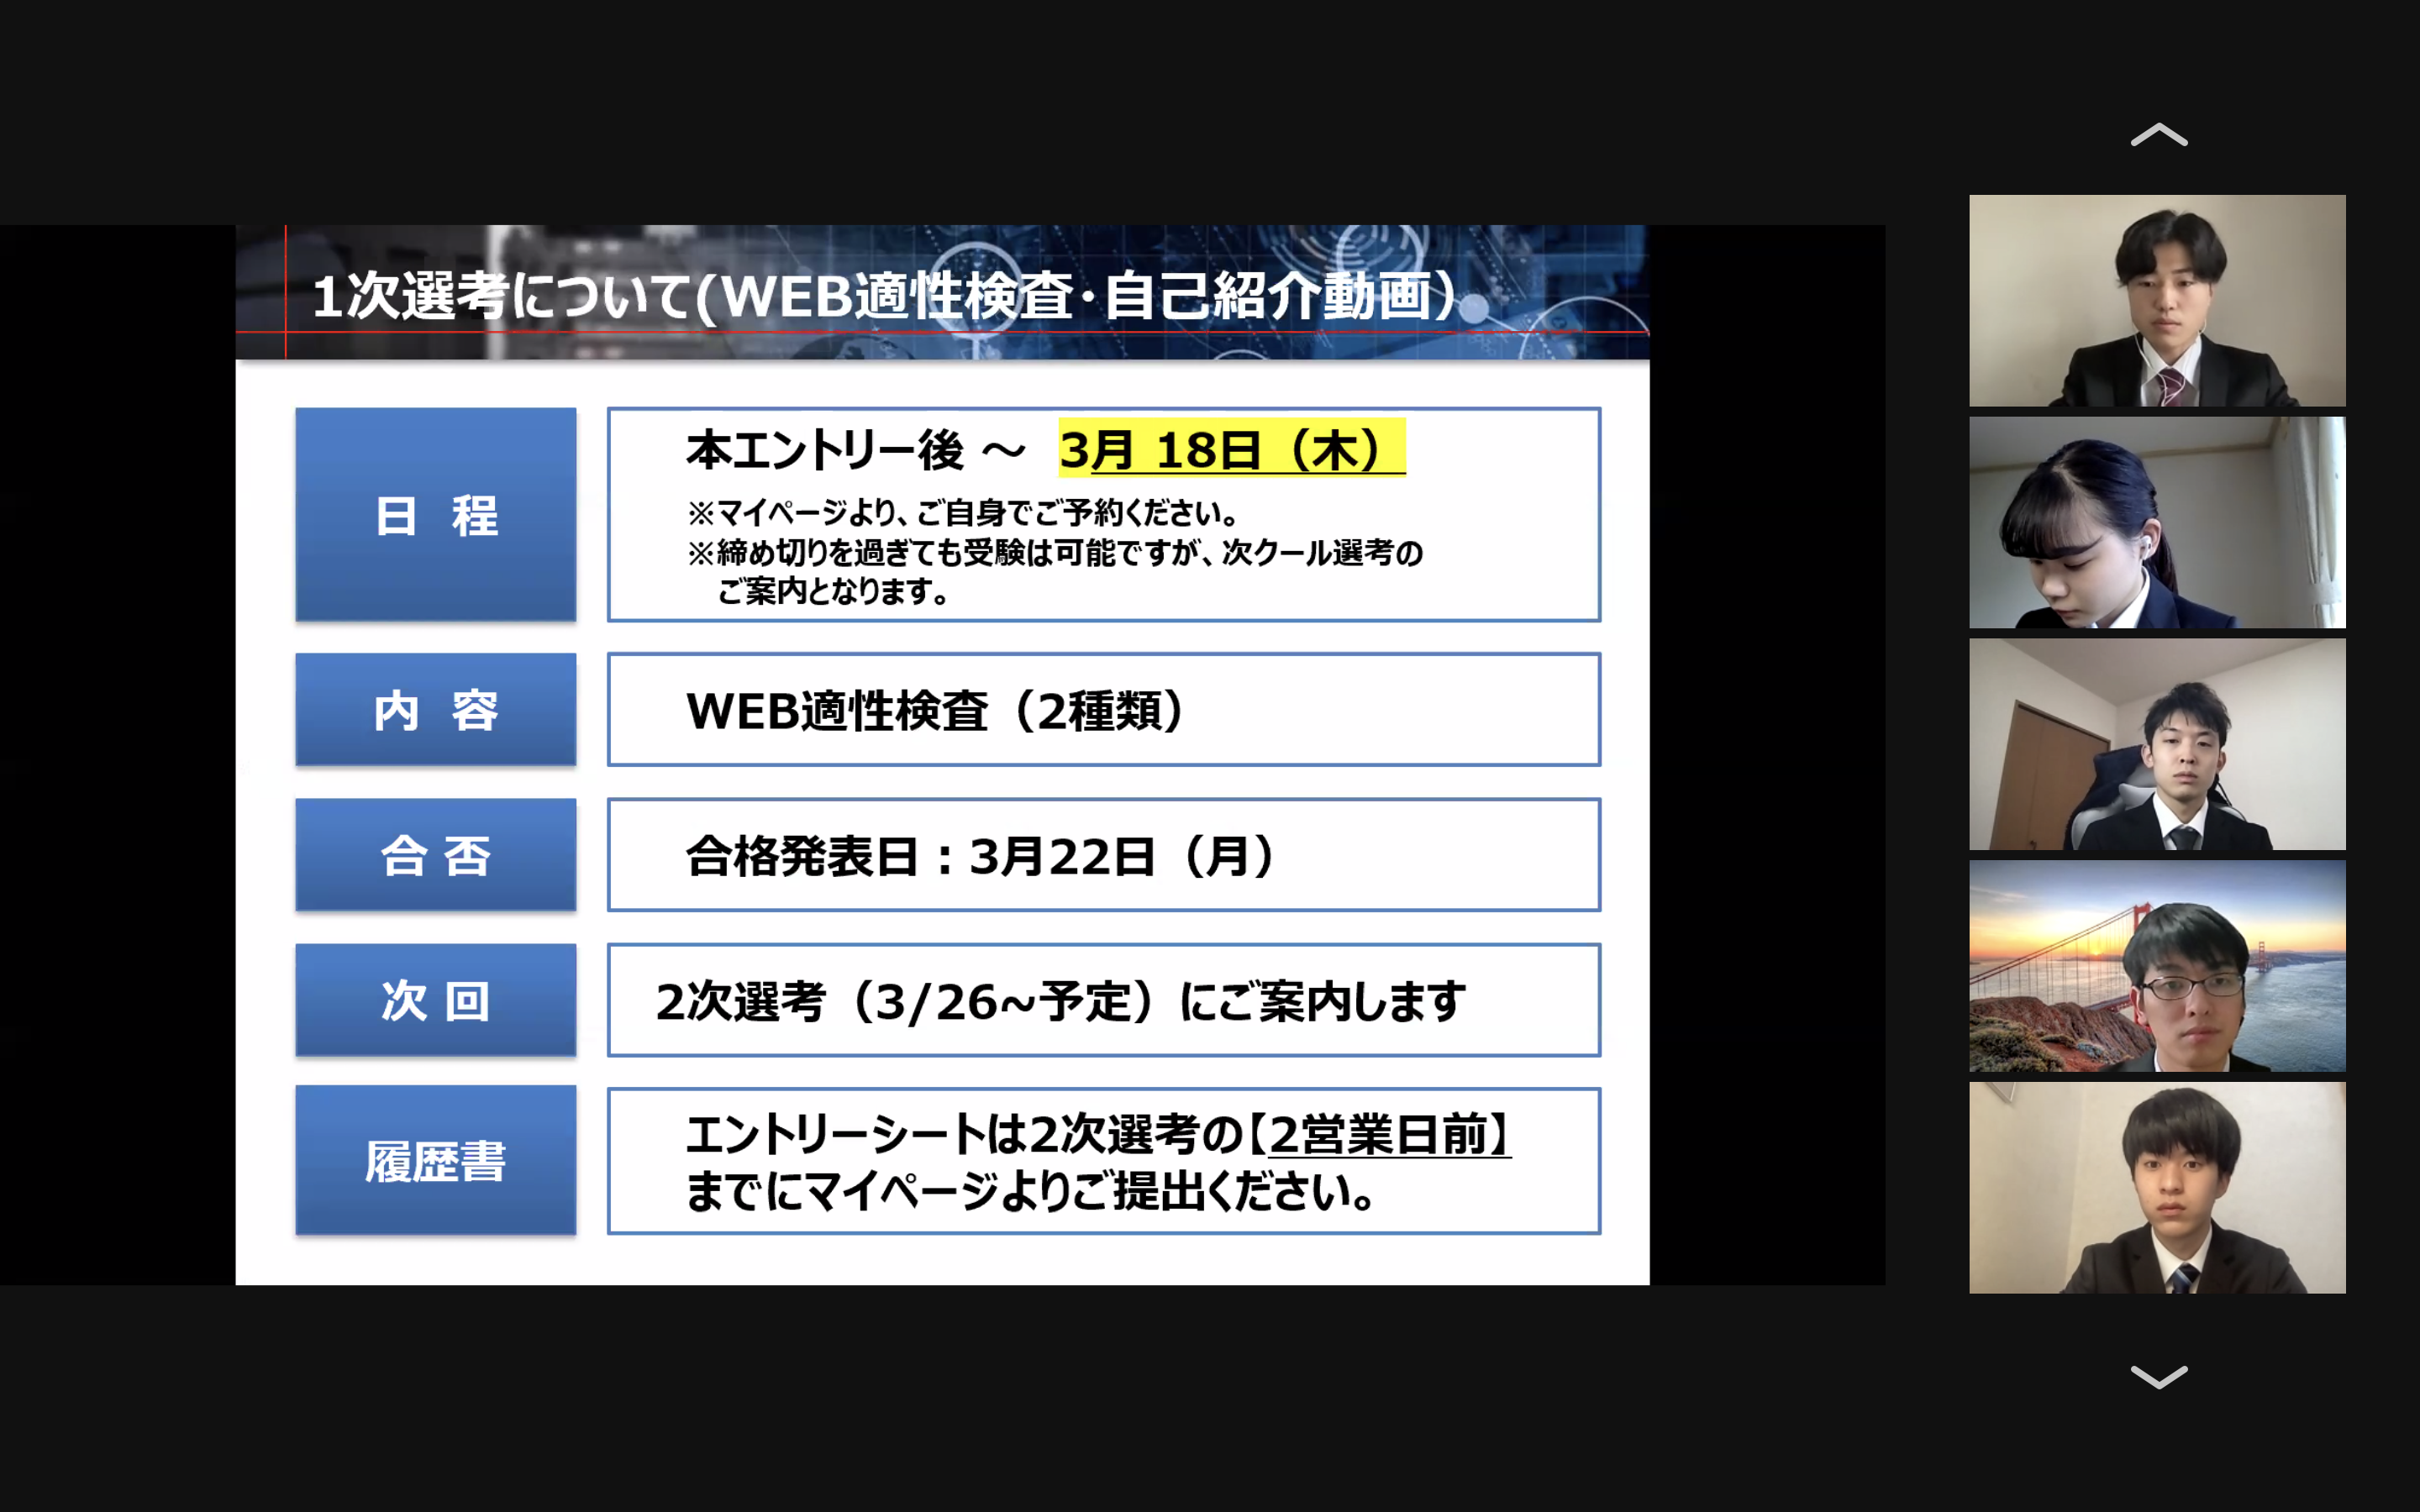 1次選考について(WEB適性検査･自己紹介動画）
日 程
本エントリー後 ～ 3月 18日（木）
※マイページより、ご自身でご予約ください。
※締め切りを過ぎても受験は可能ですが、次クール選考の
ご案内となります。
内 容
WEB適性検査（2種類）
合 否
合格発表日：3月22日（月）
次 回
2次選考（3/26~予定）にご案内します
履歴書
エントリーシートは2次選考の【2営業日前】
までにマイページよりご提出ください。